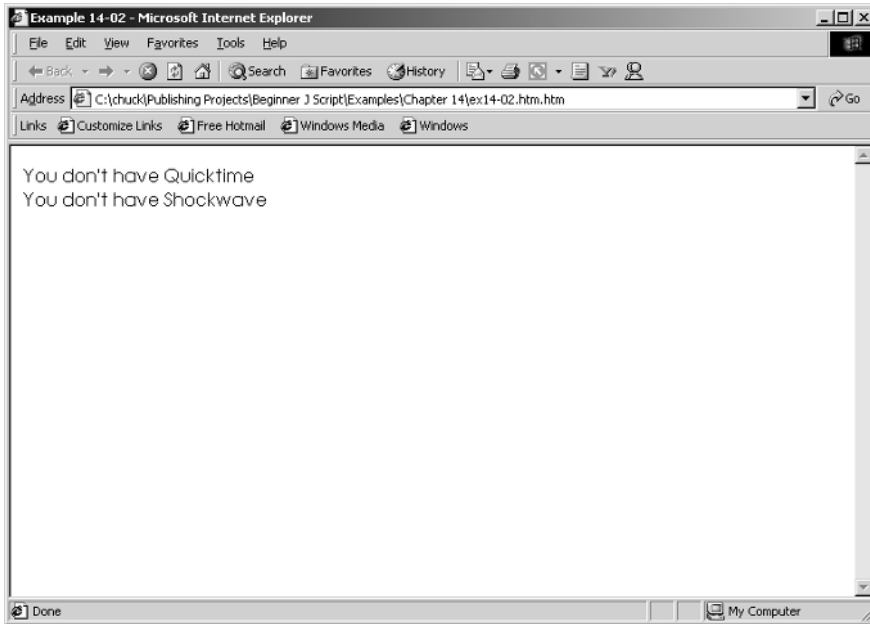 Example 14-02 - Microsoft Internet Explorer
File Edit View Favorites Tools Help
Back Search Favorites History
Address C:\chuck\Publishing Projects\Beginner J Script\Examples\Chapter 14\ex14-02.htm.htm Go
Links Customize Links Free Hotmail Windows Media Windows
You don't have Quicktime
You don't have Shockwave
Done My Computer